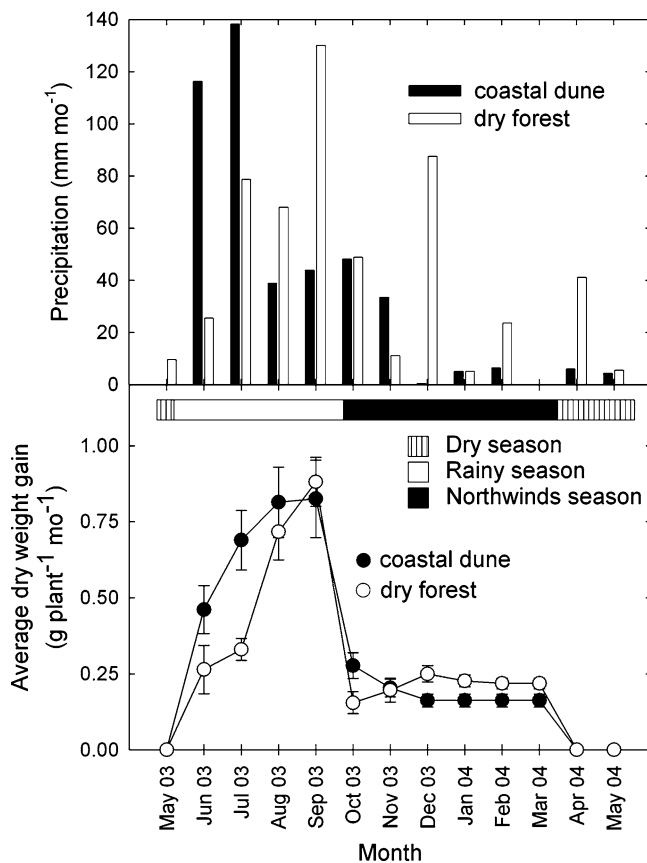 140
120
100
80
60
40
20
0
Precipitation (mm mo⁻¹)
coastal dune
dry forest
Dry season
Rainy season
Northwinds season
coastal dune
dry forest
1.00
0.75
0.50
0.25
0.00
Average dry weight gain
(g plant⁻¹ mo⁻¹)
May 03
Jun 03
Jul 03
Aug 03
Sep 03
Oct 03
Nov 03
Dec 03
Jan 04
Feb 04
Mar 04
Apr 04
May 04
Month